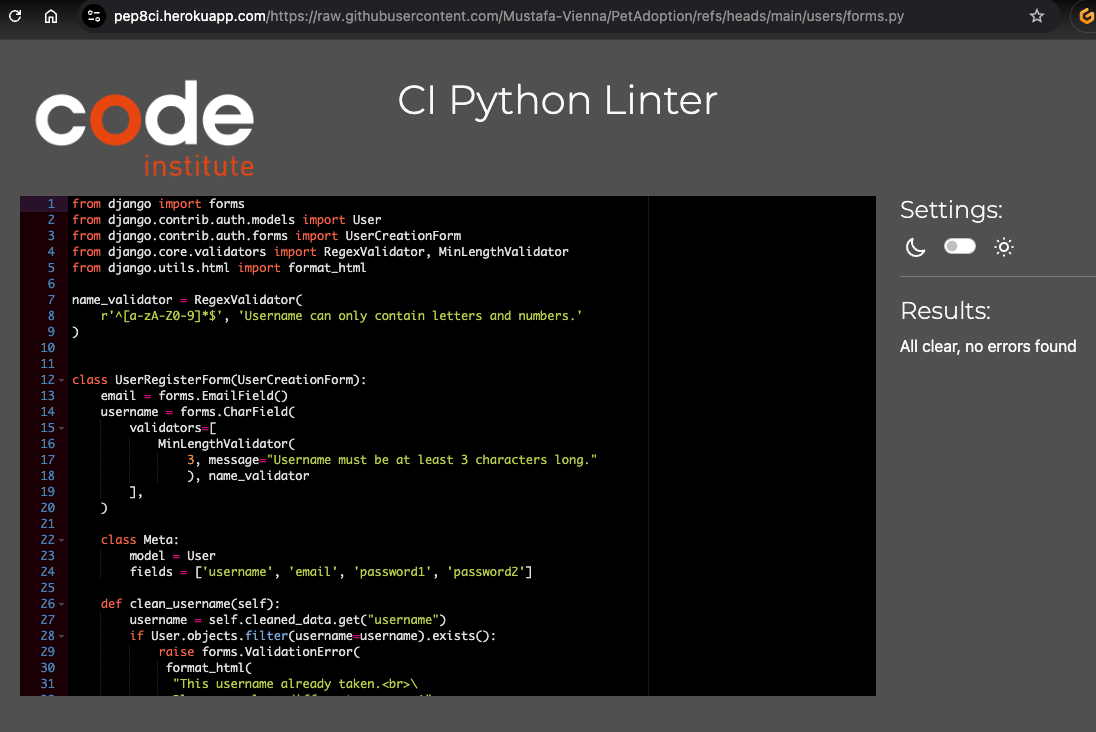 pep8ci.herokuapp.com/https://raw.githubusercontent.com/Mustafa-Vienna/PetAdoption/refs/heads/main/users/forms.py
code
institute
CI Python Linter
1 from django import forms
2 from django.contrib.auth.models import User
3 from django.contrib.auth.forms import UserCreationForm
4 from django.core.validators import RegexValidator, MinLengthValidator
5 from django.utils.html import format_html
6
7 name_validator = RegexValidator(
8     r'^[a-zA-Z0-9]*$', 'Username can only contain letters and numbers.'
9 )
10
11
12 class UserRegisterForm(UserCreationForm):
13     email = forms.EmailField()
14     username = forms.CharField(
15         validators=[
16             MinLengthValidator(
17                 3, message="Username must be at least 3 characters long."
18                 ), name_validator
19         ],
20     )
21
22     class Meta:
23         model = User
24         fields = ['username', 'email', 'password1', 'password2']
25
26     def clean_username(self):
27         username = self.cleaned_data.get("username")
28         if User.objects.filter(username=username).exists():
29             raise forms.ValidationError(
30              format_html(
31               "This username already taken.<br>\
Settings:
Results:
All clear, no errors found